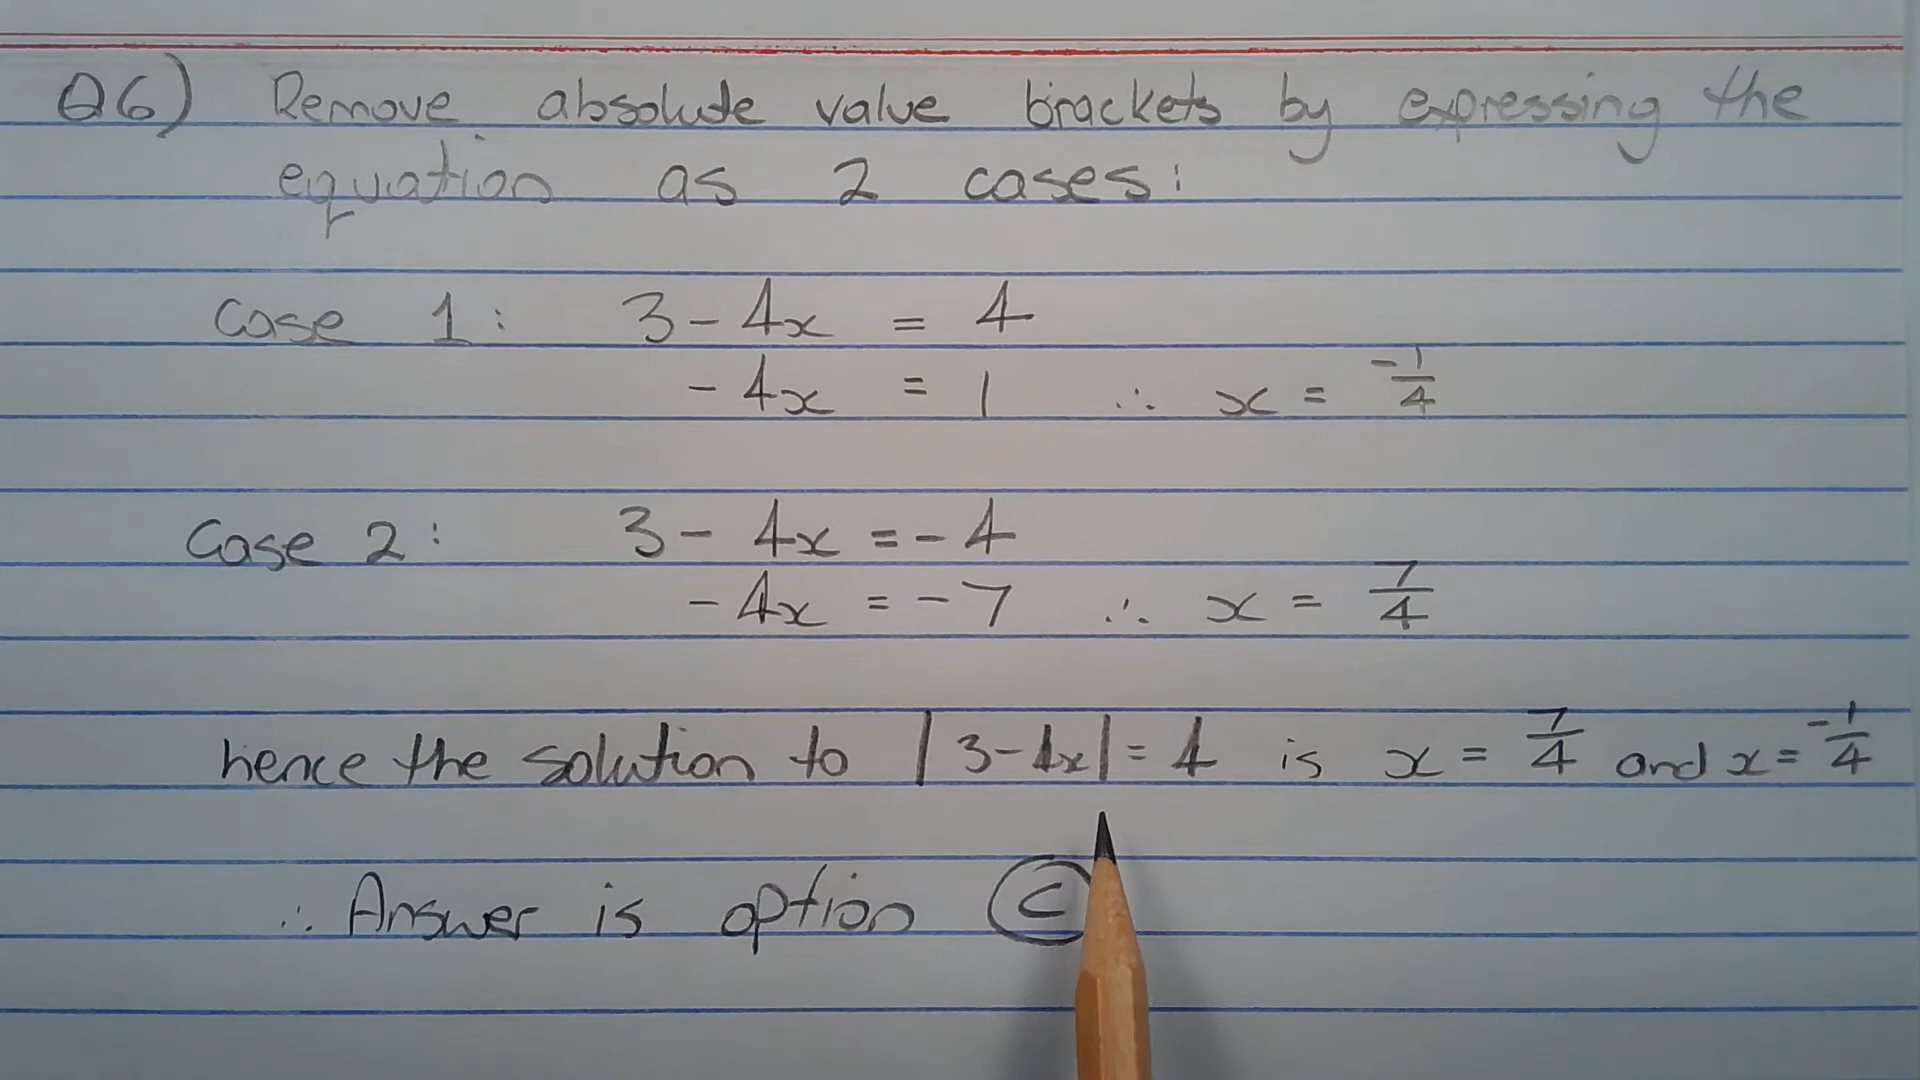 Q6) Remove absolute value brackets by expressing the
equation as 2 cases:
Case 1: 3 - 4x = 4
- 4x = 1 ∴ x = -1/4
Case 2: 3 - 4x = - 4
- 4x = - 7 ∴ x = 7/4
hence the solution to |3 - 4x| = 4 is x = 7/4 and x = -1/4
∴ Answer is option C